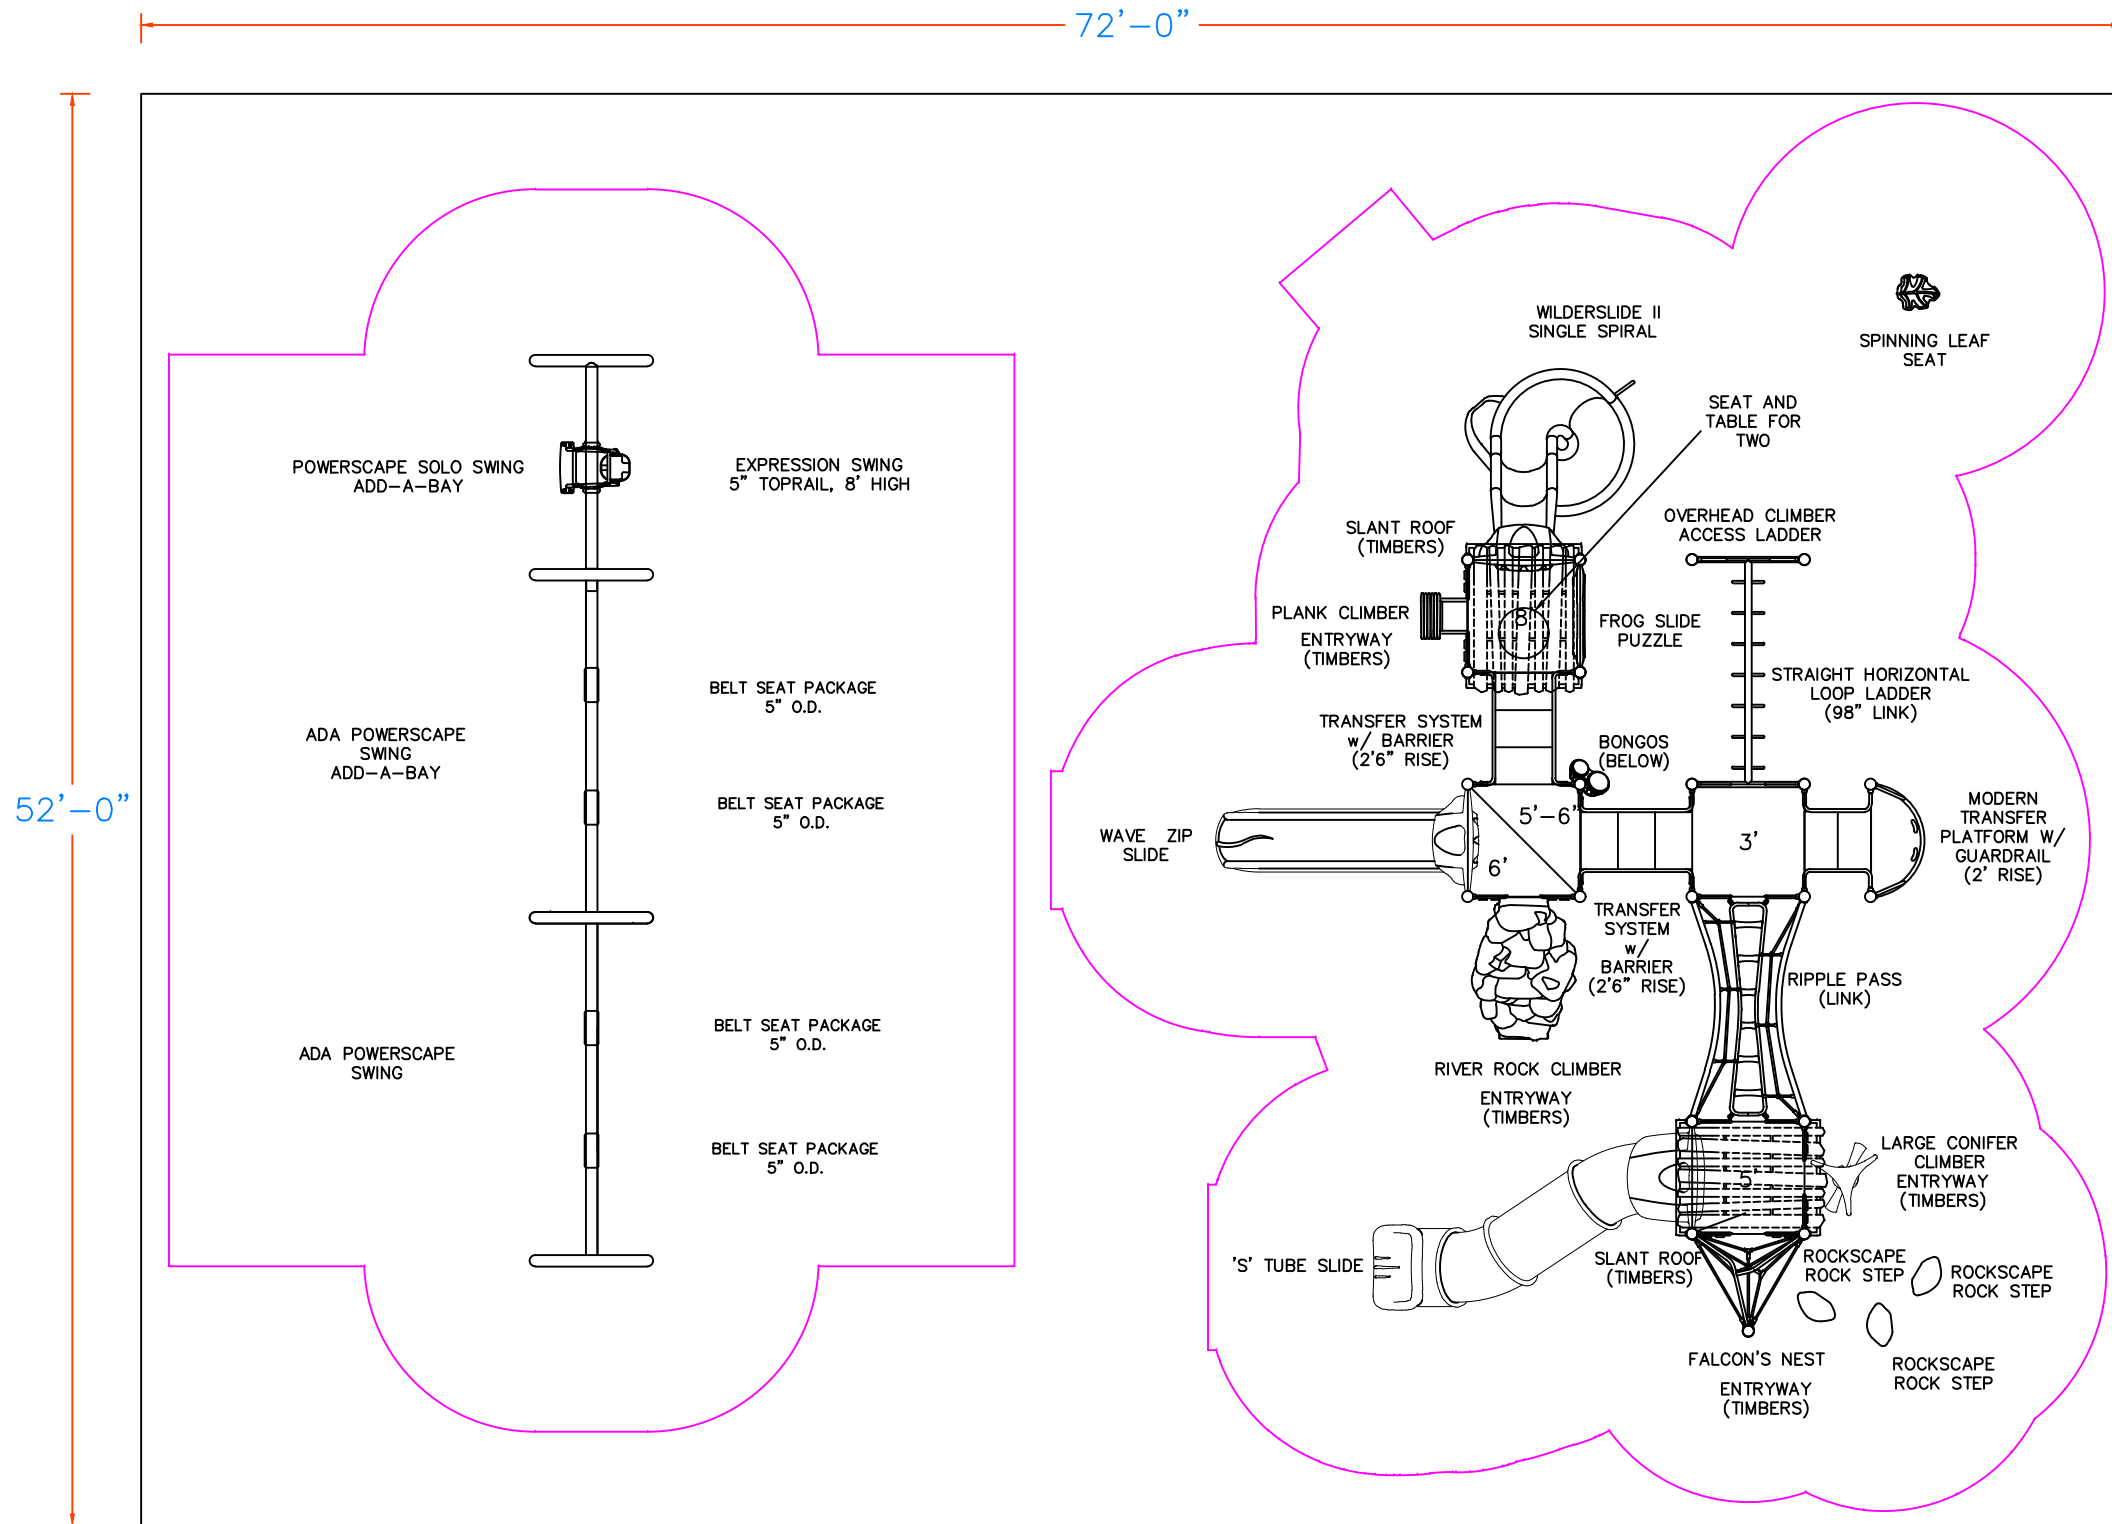 72'-0"
52'-0"
POWERSCAPE SOLO SWING
ADD-A-BAY
EXPRESSION SWING
5" TOPRAIL, 8' HIGH
BELT SEAT PACKAGE
5" O.D.
ADA POWERSCAPE
SWING
ADD-A-BAY
BELT SEAT PACKAGE
5" O.D.
BELT SEAT PACKAGE
5" O.D.
ADA POWERSCAPE
SWING
BELT SEAT PACKAGE
5" O.D.
WILDERSLIDE II
SINGLE SPIRAL
SPINNING LEAF
SEAT
SEAT AND
TABLE FOR
TWO
SLANT ROOF
(TIMBERS)
OVERHEAD CLIMBER
ACCESS LADDER
PLANK CLIMBER
ENTRYWAY
(TIMBERS)
8'
FROG SLIDE
PUZZLE
STRAIGHT HORIZONTAL
LOOP LADDER
(98" LINK)
TRANSFER SYSTEM
w/ BARRIER
(2'6" RISE)
BONGOS
(BELOW)
WAVE ZIP
SLIDE
5'-6"
6'
3'
MODERN
TRANSFER
PLATFORM W/
GUARDRAIL
(2' RISE)
TRANSFER
SYSTEM
w/
BARRIER
(2'6" RISE)
RIPPLE PASS
(LINK)
RIVER ROCK CLIMBER
ENTRYWAY
(TIMBERS)
5'
LARGE CONIFER
CLIMBER
ENTRYWAY
(TIMBERS)
'S' TUBE SLIDE
SLANT ROOF
(TIMBERS)
ROCKSCAPE
ROCK STEP
ROCKSCAPE
ROCK STEP
FALCON'S NEST
ENTRYWAY
(TIMBERS)
ROCKSCAPE
ROCK STEP